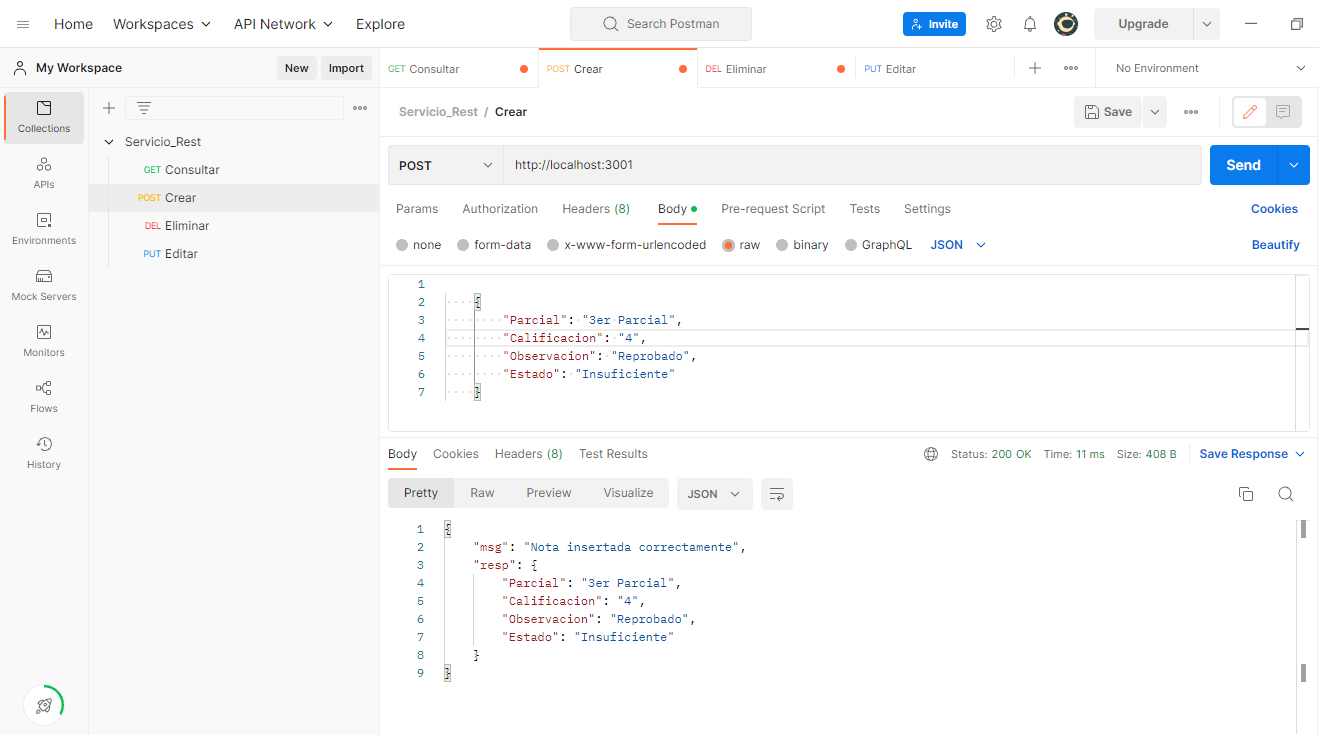 Home Workspaces API Network Explore Search Postman Invite Upgrade
My Workspace New Import GET Consultar POST Crear DEL Eliminar PUT Editar No Environment
Collections
APIs
Environments
Mock Servers
Monitors
Flows
History
Servicio_Rest
GET Consultar
POST Crear
DEL Eliminar
PUT Editar
Servicio_Rest / Crear Save
POST http://localhost:3001 Send
Params Authorization Headers (8) Body Pre-request Script Tests Settings Cookies
none form-data x-www-form-urlencoded raw binary GraphQL JSON Beautify
1
2 {
3 "Parcial": "3er Parcial",
4 "Calificacion": "4",
5 "Observacion": "Reprobado",
6 "Estado": "Insuficiente"
7 }
Body Cookies Headers (8) Test Results Status: 200 OK Time: 11 ms Size: 408 B Save Response
Pretty Raw Preview Visualize JSON
1 {
2 "msg": "Nota insertada correctamente",
3 "resp": {
4 "Parcial": "3er Parcial",
5 "Calificacion": "4",
6 "Observacion": "Reprobado",
7 "Estado": "Insuficiente"
8 }
9 }